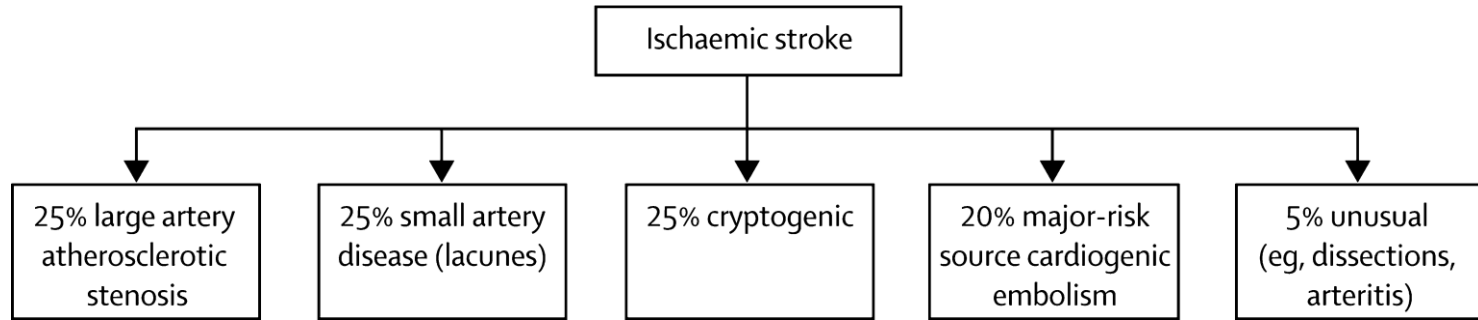 Ischaemic stroke
25% large artery
atherosclerotic
stenosis
25% small artery
disease (lacunes)
25% cryptogenic
20% major-risk
source cardiogenic
embolism
5% unusual
(eg, dissections,
arteritis)